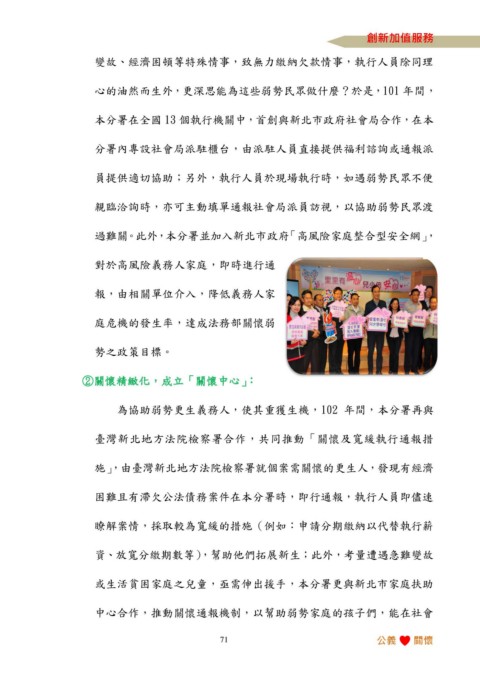 創新加值服務
變故、經濟困頓等特殊情事，致無力繳納欠款情事，執行人員除同理
心的油然而生外，更深思能為這些弱勢民眾做什麼？於是，101 年間，
本分署在全國 13 個執行機關中，首創與新北市政府社會局合作，在本
分署內專設社會局派駐櫃台，由派駐人員直接提供福利諮詢或通報派
員提供適切協助；另外，執行人員於現場執行時，如遇弱勢民眾不便
親臨洽詢時，亦可主動填單通報社會局派員訪視，以協助弱勢民眾渡
過難關。此外，本分署並加入新北市政府「高風險家庭整合型安全網」，
對於高風險義務人家庭，即時進行通
報，由相關單位介入，降低義務人家
庭危機的發生率，達成法務部關懷弱
勢之政策目標。
②關懷精緻化，成立「關懷中心」：
為協助弱勢更生義務人，使其重獲生機，102 年間，本分署再與
臺灣新北地方法院檢察署合作，共同推動「關懷及寬緩執行通報措
施」，由臺灣新北地方法院檢察署就個案需關懷的更生人，發現有經濟
困難且有滯欠公法債務案件在本分署時，即行通報，執行人員即儘速
瞭解案情，採取較為寬緩的措施（例如：申請分期繳納以代替執行薪
資、放寬分繳期數等），幫助他們拓展新生；此外，考量遭遇急難變故
或生活貧困家庭之兒童，亟需伸出援手，本分署更與新北市家庭扶助
中心合作，推動關懷通報機制，以幫助弱勢家庭的孩子們，能在社會
71
公義 關懷